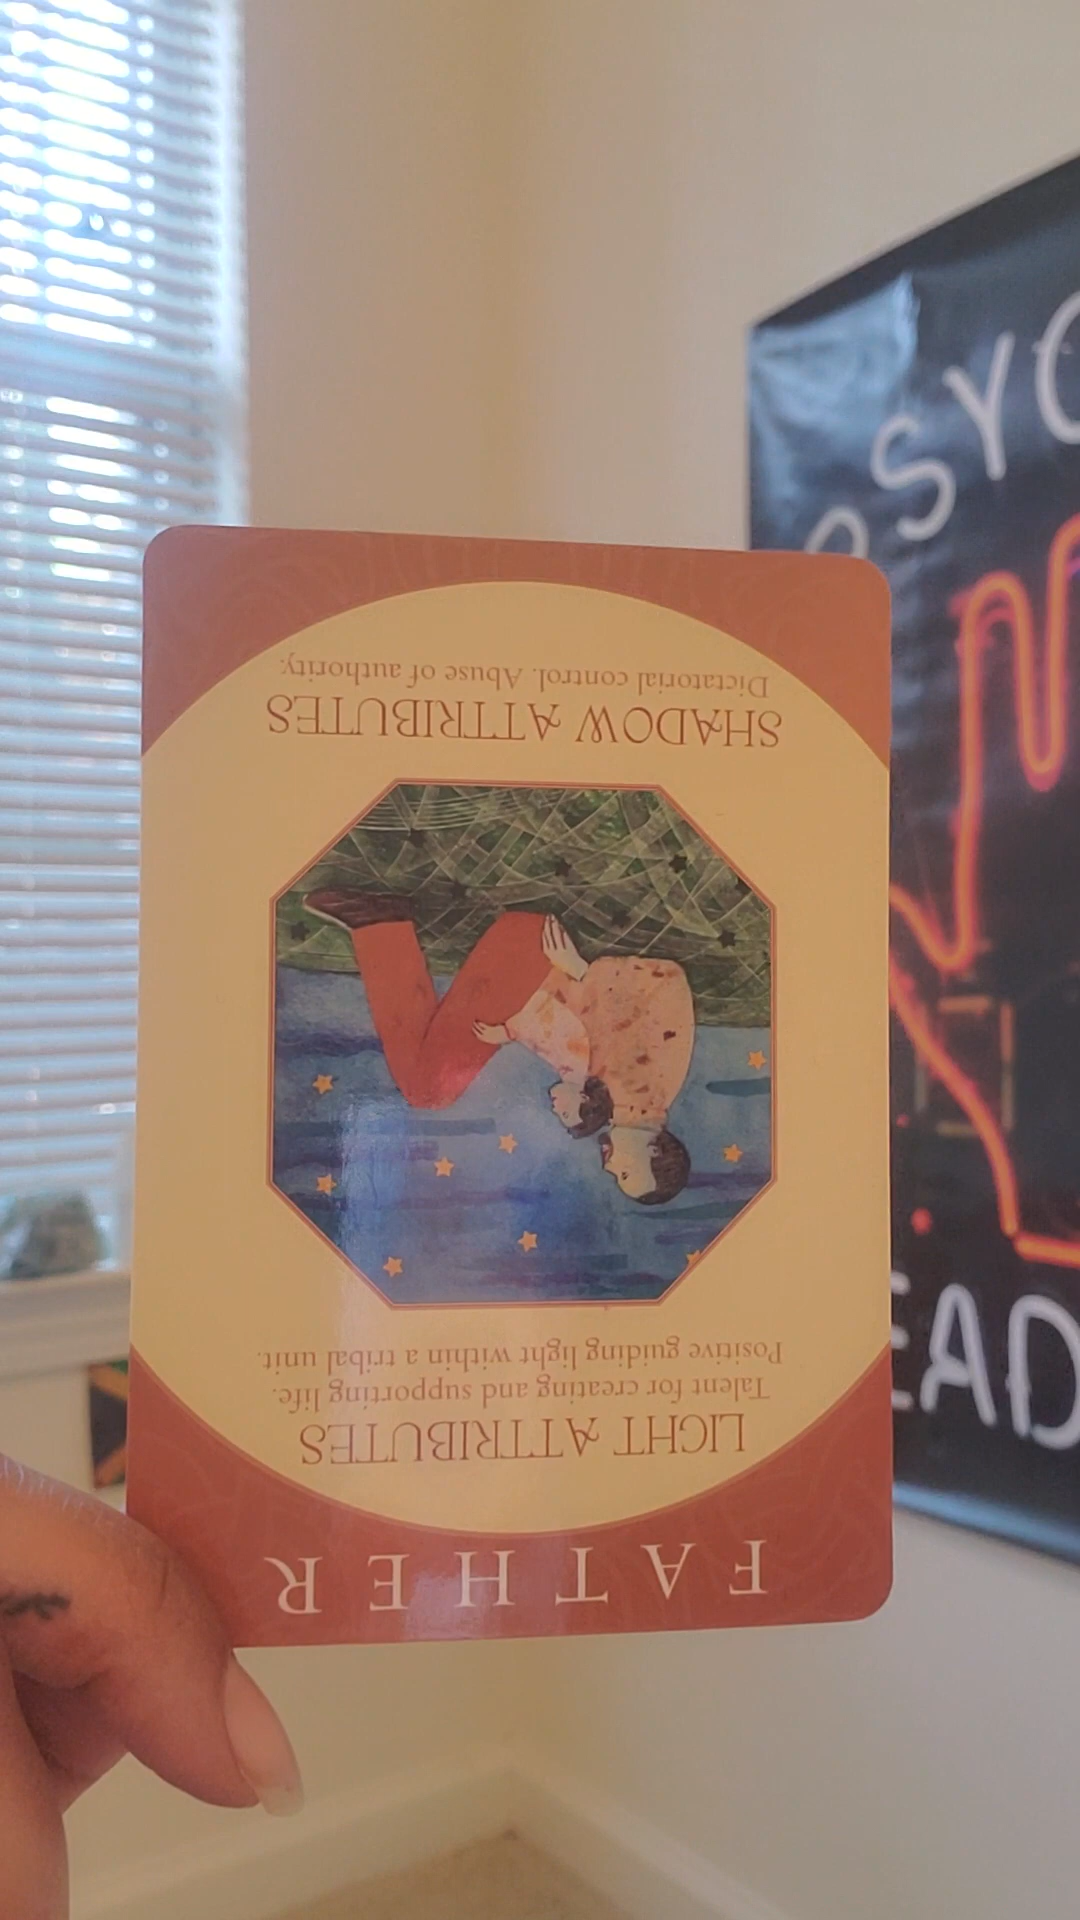 FATHER
LIGHT ATTRIBUTES
Talent for creating and supporting life.
Positive guiding light within a tribal unit.
SHADOW ATTRIBUTES
Dictatorial control. Abuse of authority.
PSYC
EAD